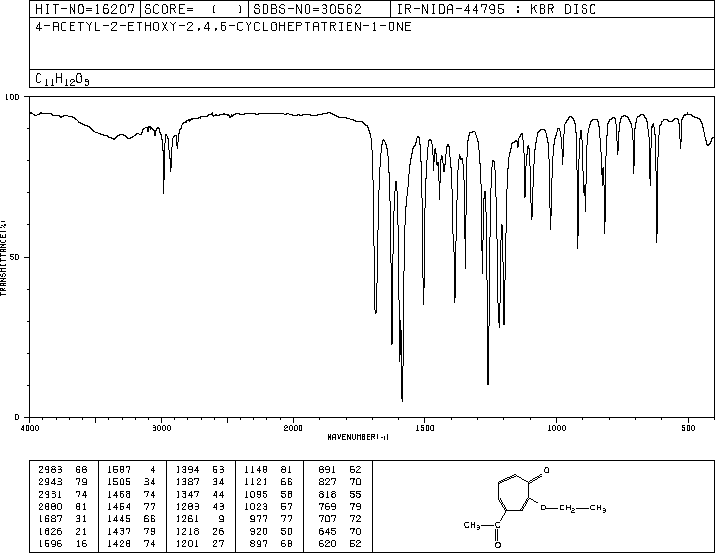 HIT-NO=16207 SCORE= ( ) SDBS-NO=30562 IR-NIDA-44795 : KBR DISC
4-ACETYL-2-ETHOXY-2,4,6-CYCLOHEPTATRIEN-1-ONE
C11H12O3
100
50
0
TRANSMITTANCE(%)
4000 3000 2000 1500 1000 500
WAVENUMBER(-1)
2983 68 1587 4 1394 53 1148 81 891 62
2943 79 1505 34 1387 34 1121 66 827 70
2931 74 1468 74 1347 44 1095 58 818 55
2880 81 1464 77 1283 43 1023 57 769 79
1687 31 1445 66 1261 9 977 77 707 72
1626 21 1437 79 1218 26 920 50 645 70
1596 16 1428 74 1201 27 897 68 620 52
O
O—CH2—CH3
CH3—C
O